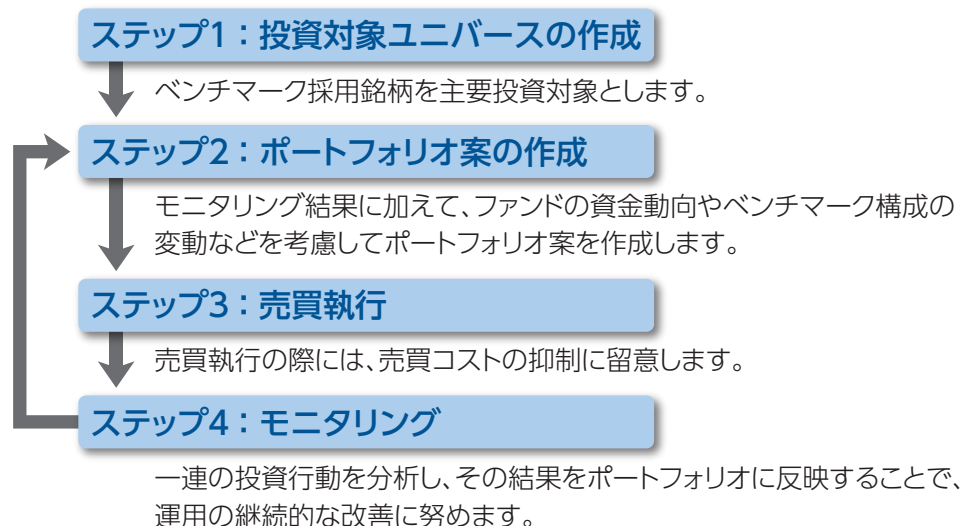 ステップ1：投資対象ユニバースの作成
ベンチマーク採用銘柄を主要投資対象とします。
ステップ2：ポートフォリオ案の作成
モニタリング結果に加えて、ファンドの資金動向やベンチマーク構成の
変動などを考慮してポートフォリオ案を作成します。
ステップ3：売買執行
売買執行の際には、売買コストの抑制に留意します。
ステップ4：モニタリング
一連の投資行動を分析し、その結果をポートフォリオに反映することで、
運用の継続的な改善に努めます。